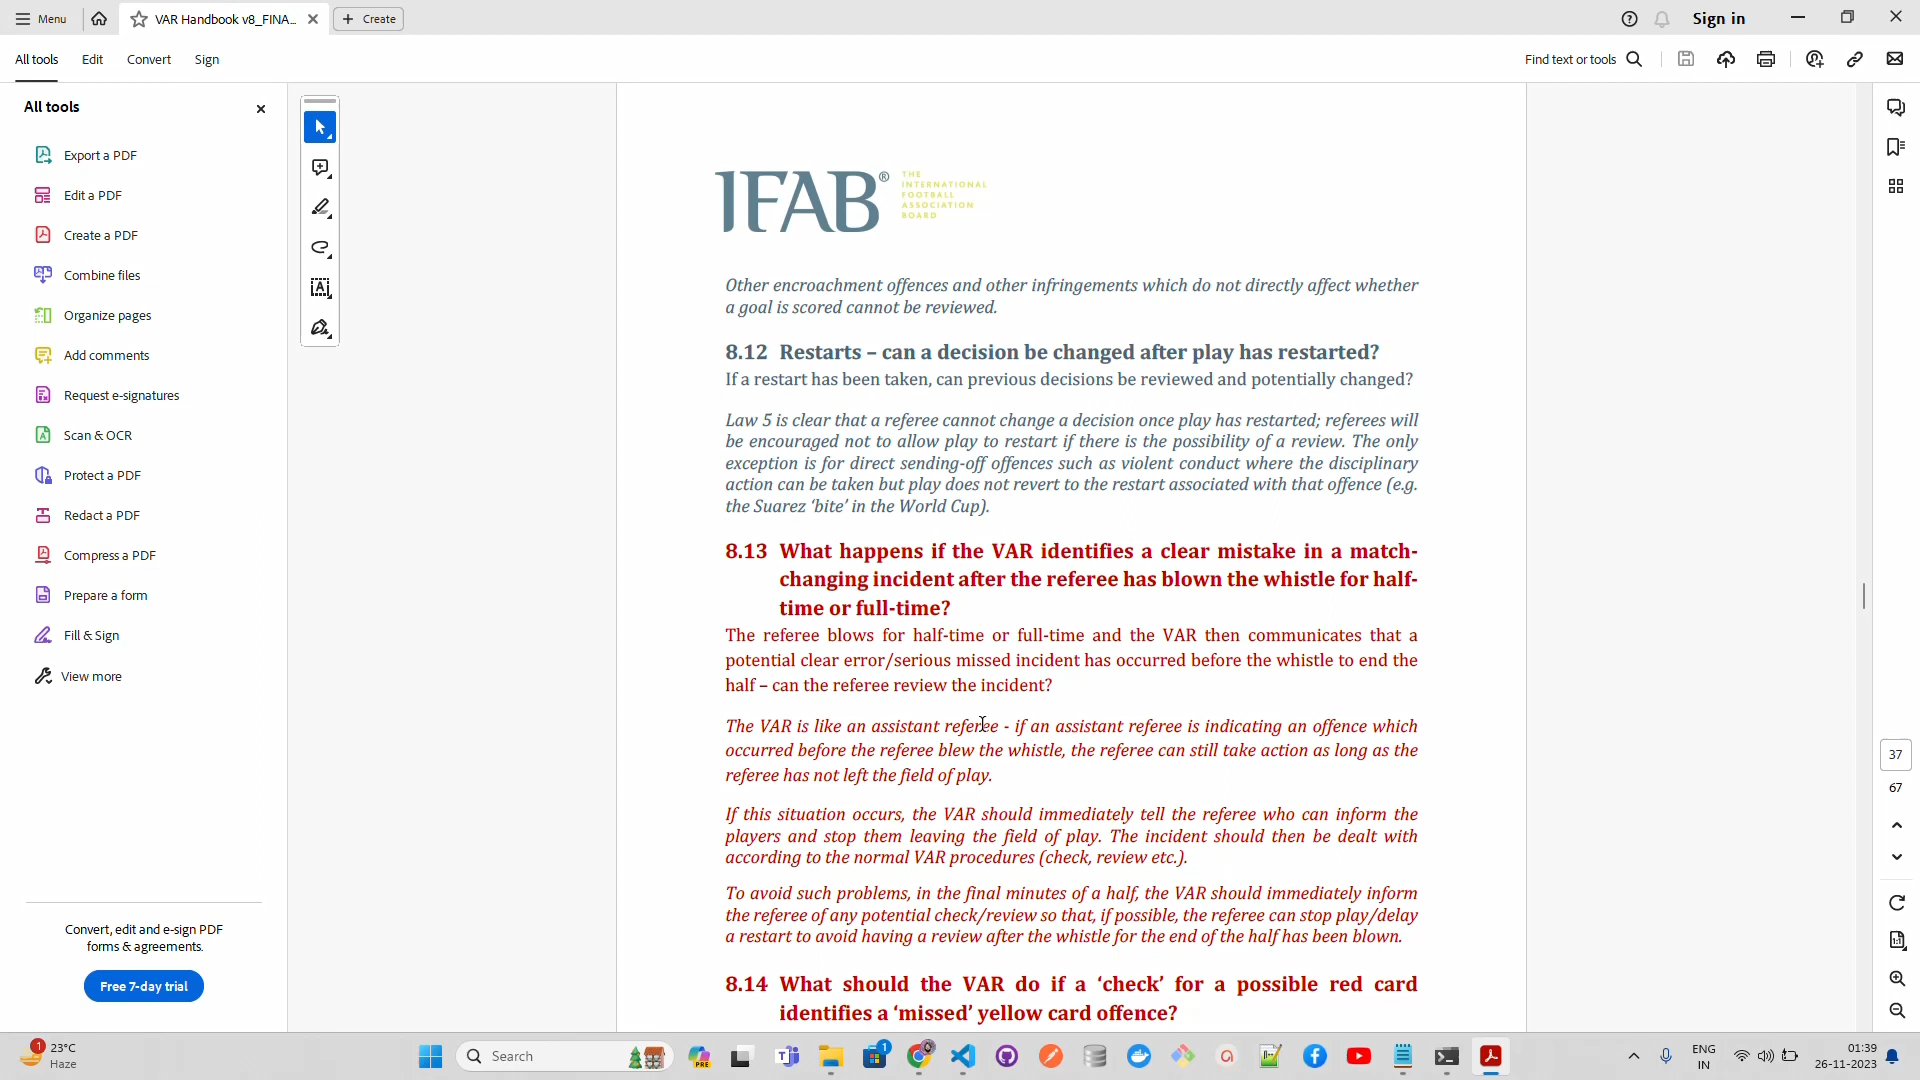 Menu
VAR Handbook v8_FINA...
Create
Sign in
All tools
Edit
Convert
Sign
Find text or tools
All tools
Export a PDF
Edit a PDF
Create a PDF
Combine files
Organize pages
Add comments
Request e-signatures
Scan & OCR
Protect a PDF
Redact a PDF
Compress a PDF
Prepare a form
Fill & Sign
View more
Convert, edit and e-sign PDF
forms & agreements.
Free 7-day trial
IFAB®
THE
INTERNATIONAL
FOOTBALL
ASSOCIATION
BOARD
Other encroachment offences and other infringements which do not directly affect whether
a goal is scored cannot be reviewed.
8.12 Restarts – can a decision be changed after play has restarted?
If a restart has been taken, can previous decisions be reviewed and potentially changed?
Law 5 is clear that a referee cannot change a decision once play has restarted; referees will
be encouraged not to allow play to restart if there is the possibility of a review. The only
exception is for direct sending-off offences such as violent conduct where the disciplinary
action can be taken but play does not revert to the restart associated with that offence (e.g.
the Suarez ‘bite’ in the World Cup).
8.13 What happens if the VAR identifies a clear mistake in a match-
changing incident after the referee has blown the whistle for half-
time or full-time?
The referee blows for half-time or full-time and the VAR then communicates that a
potential clear error/serious missed incident has occurred before the whistle to end the
half – can the referee review the incident?
The VAR is like an assistant referee - if an assistant referee is indicating an offence which
occurred before the referee blew the whistle, the referee can still take action as long as the
referee has not left the field of play.
If this situation occurs, the VAR should immediately tell the referee who can inform the
players and stop them leaving the field of play. The incident should then be dealt with
according to the normal VAR procedures (check, review etc.).
To avoid such problems, in the final minutes of a half, the VAR should immediately inform
the referee of any potential check/review so that, if possible, the referee can stop play/delay
a restart to avoid having a review after the whistle for the end of the half has been blown.
8.14 What should the VAR do if a ‘check’ for a possible red card
identifies a ‘missed’ yellow card offence?
37
67
1
23°C
Haze
Search
PRE
1
ENG
IN
01:39
26-11-2023